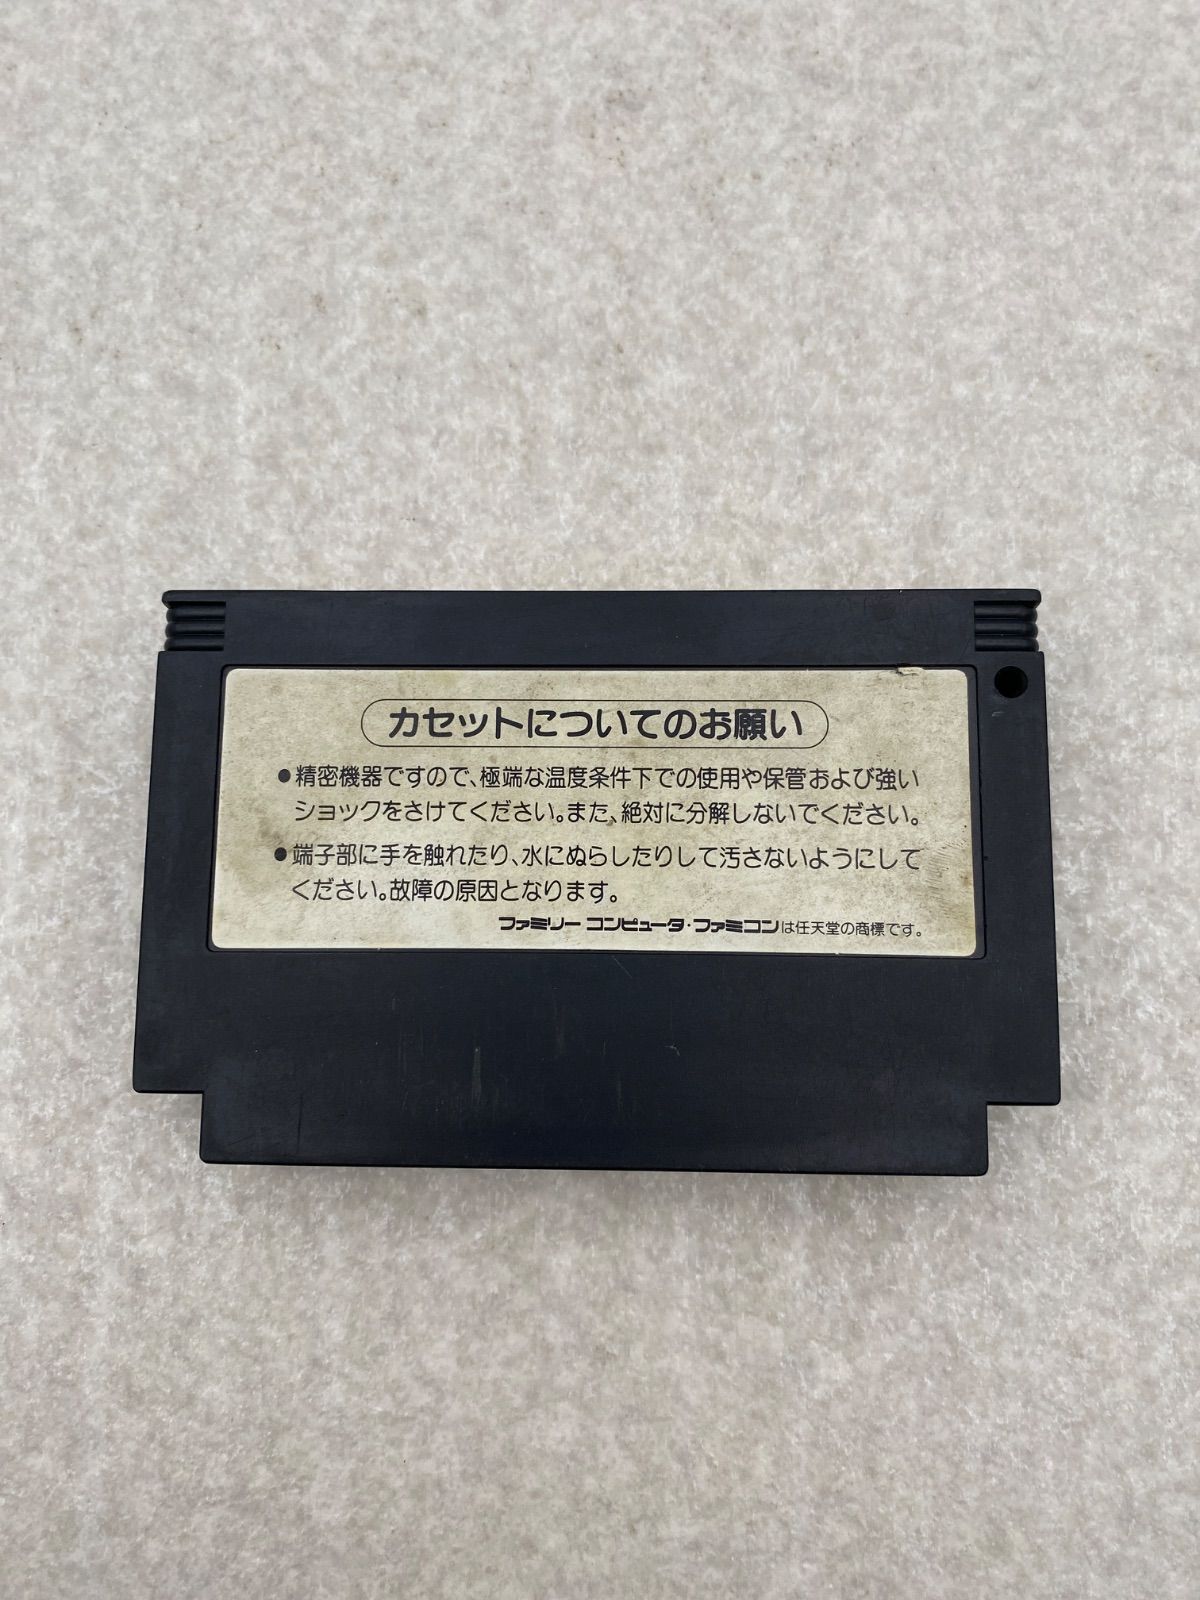 カセットについてのお願い
●精密機器ですので、極端な温度条件下での使用や保管および強い
ショックをさけてください。また、絶対に分解しないでください。
●端子部に手を触れたり、水にぬらしたりして汚さないようにして
ください。故障の原因となります。
ファミリー コンピュータ・ファミコンは任天堂の商標です。